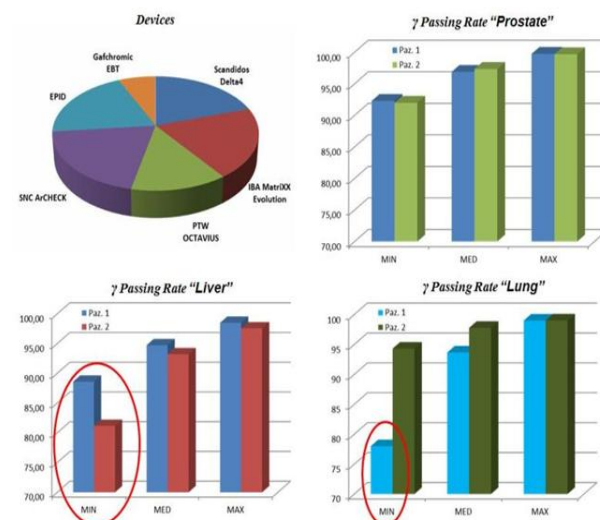 Devices
Gafchromic
EBT
Scandidos
Delta4
EPID
IBA MatriXX
Evolution
SNC ArCHECK
PTW
OCTAVIUS
γ Passing Rate “Prostate”
Paz. 1
Paz. 2
100,00
95,00
90,00
85,00
80,00
75,00
70,00
MIN
MED
MAX
γ Passing Rate “Liver”
Paz. 1
Paz. 2
100,00
95,00
90,00
85,00
80,00
75,00
70,00
MIN
MED
MAX
γ Passing Rate “Lung”
Paz. 1
Paz. 2
100
95
90
85
80
75
70
MIN
MED
MAX